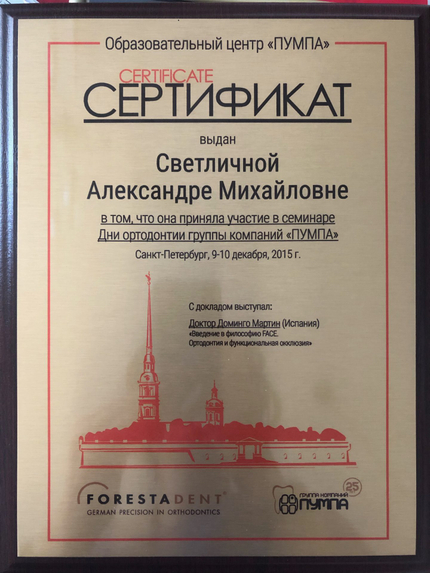 Образовательный центр «ПУМПА»
CERTIFICATE
СЕРТИФИКАТ
выдан
Светличной
Александре Михайловне
в том, что она приняла участие в семинаре
Дни ортодонтии группы компаний «ПУМПА»
Санкт-Петербург, 9-10 декабря, 2015 г.
С докладом выступал:
Доктор Доминго Мартин (Испания)
«Введение в философию FACE.
Ортодонтия и функциональная окклюзия»
FORESTADENT®
GERMAN PRECISION IN ORTHODONTICS
ГРУППА КОМПАНИЙ
ПУМПА
25